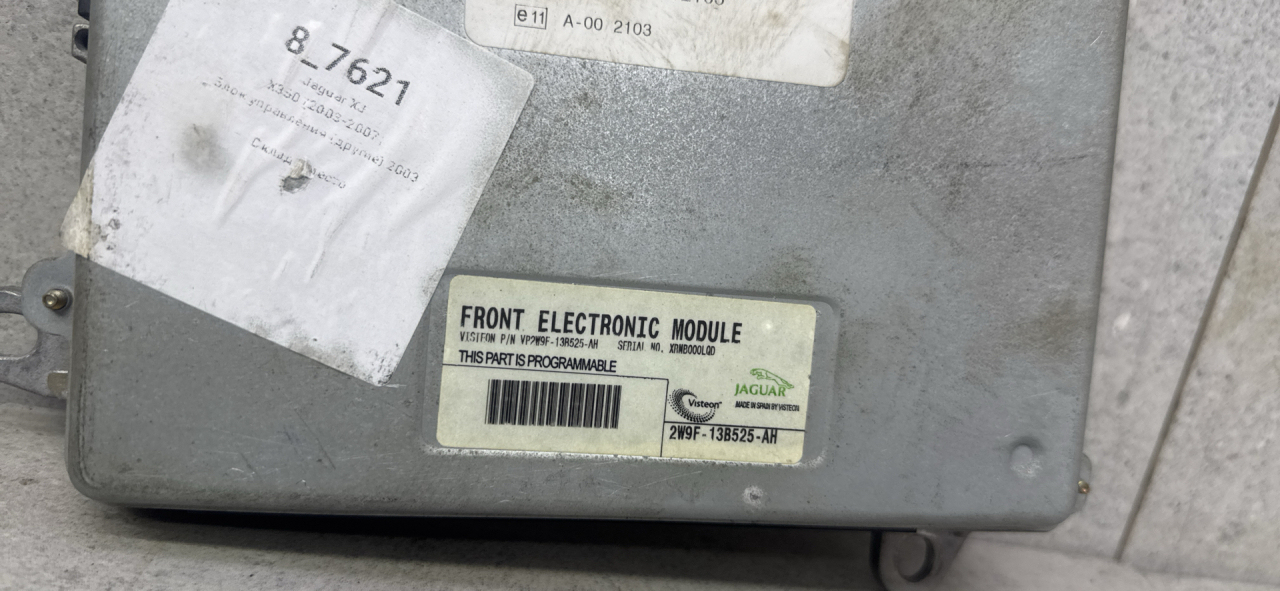 e11 A-00 2103
8_7621
Jaguar XJ
X350 (2003-2007)
Блок управления (другие) 2003
Склад
FRONT ELECTRONIC MODULE
VISTEON P/N VP2W9F-13B525-AH SERIAL NO.
THIS PART IS PROGRAMMABLE
Visteon
JAGUAR
MADE IN SPAIN BY VISTEON
2W9F-13B525-AH